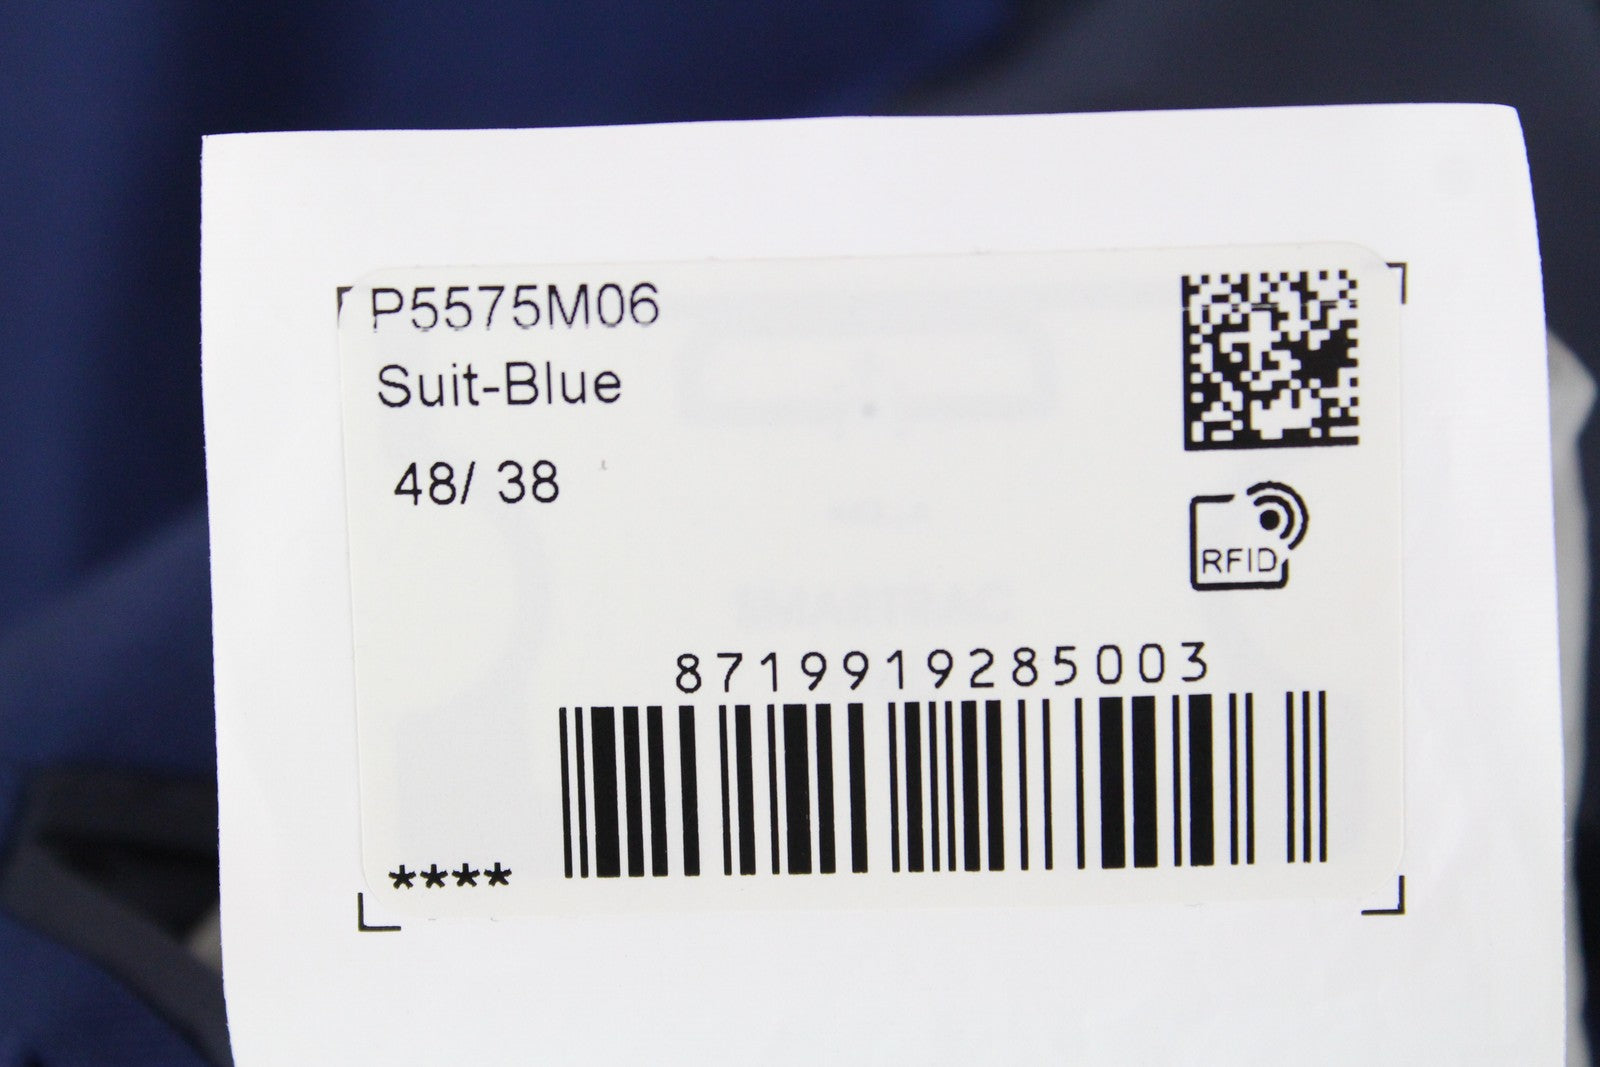 P5575M06
Suit-Blue
48/ 38
RFID
8719919285003
****